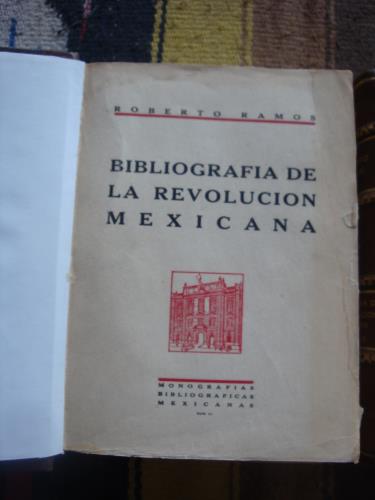 ROBERTO RAMOS
BIBLIOGRAFIA DE
LA REVOLUCION
MEXICANA
MONOGRAFIAS
BIBLIOGRAFICAS
MEXICANAS